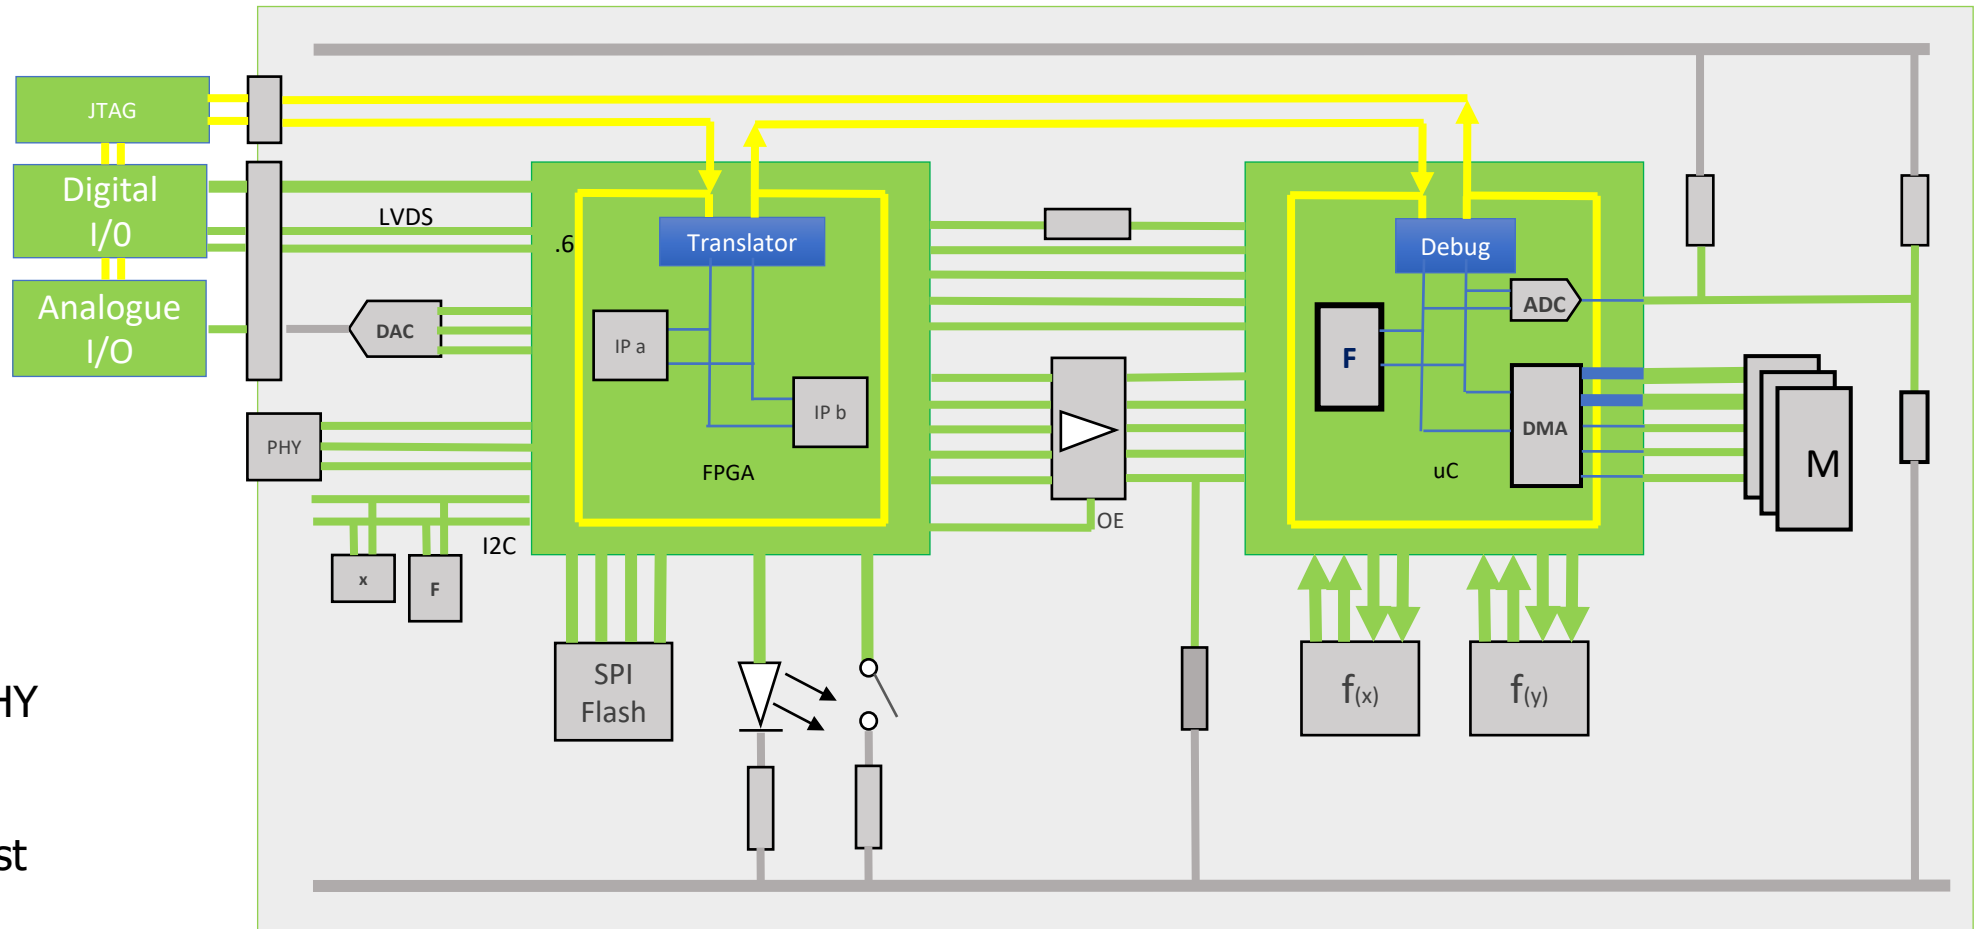 JTAG
Digital
I/0
LVDS
.6
Translator
Debug
Analogue
I/O
DAC
IP a
IP b
ADC
F
DMA
M
PHY
FPGA
uC
OE
I2C
x
F
SPI
Flash
f(x)
f(y)
HY
st